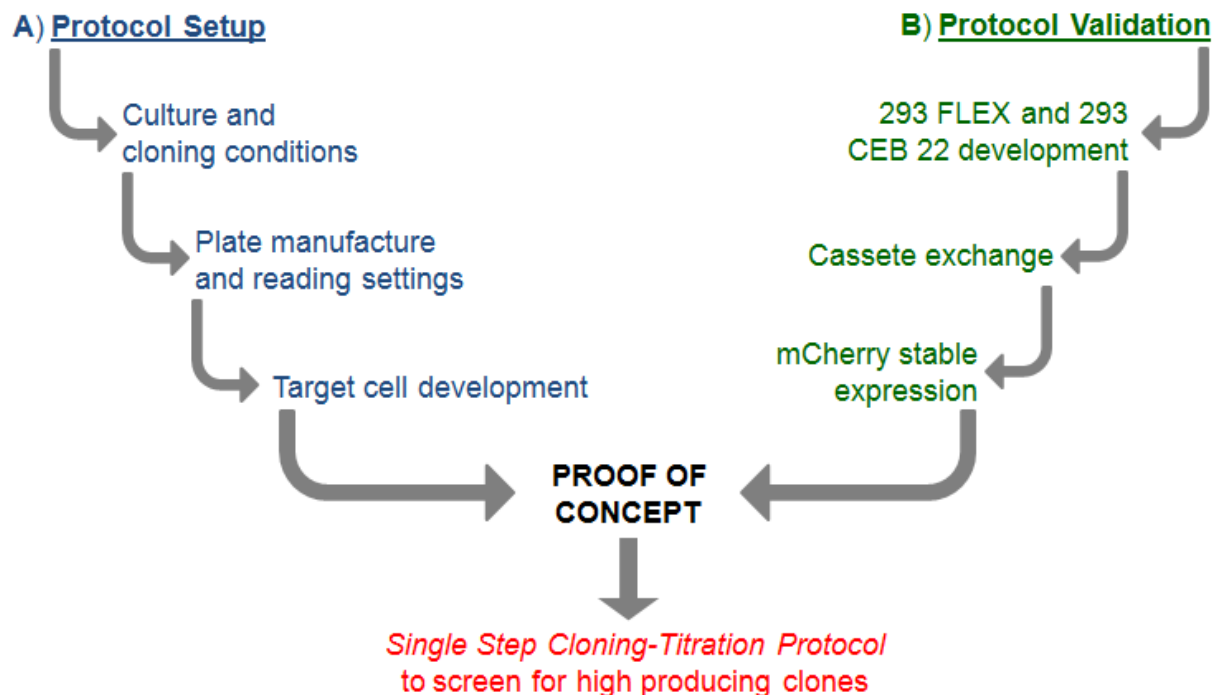 A) Protocol Setup
Culture and
cloning conditions
Plate manufacture
and reading settings
Target cell development
B) Protocol Validation
293 FLEX and 293
CEB 22 development
Cassete exchange
mCherry stable
expression
PROOF OF
CONCEPT
Single Step Cloning-Titration Protocol
to screen for high producing clones